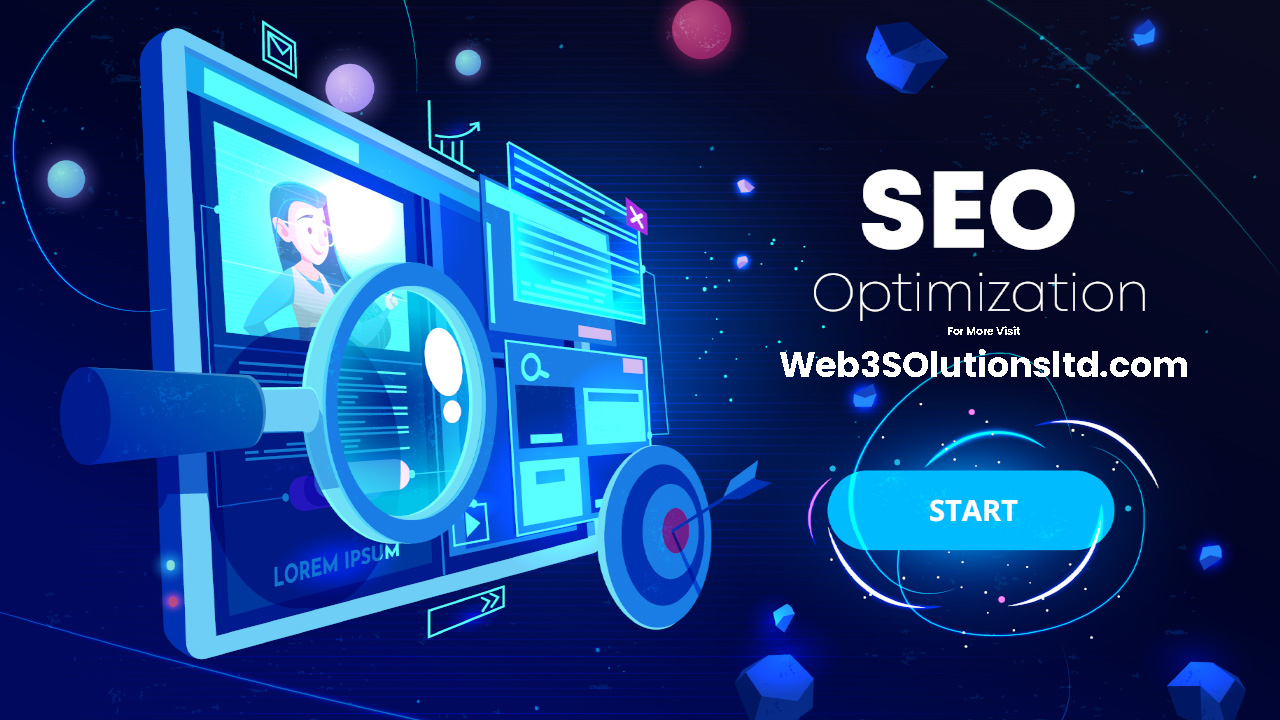 SEO
Optimization
For More Visit
Web3SOlutionsltd.com
START
LOREM IPSUM